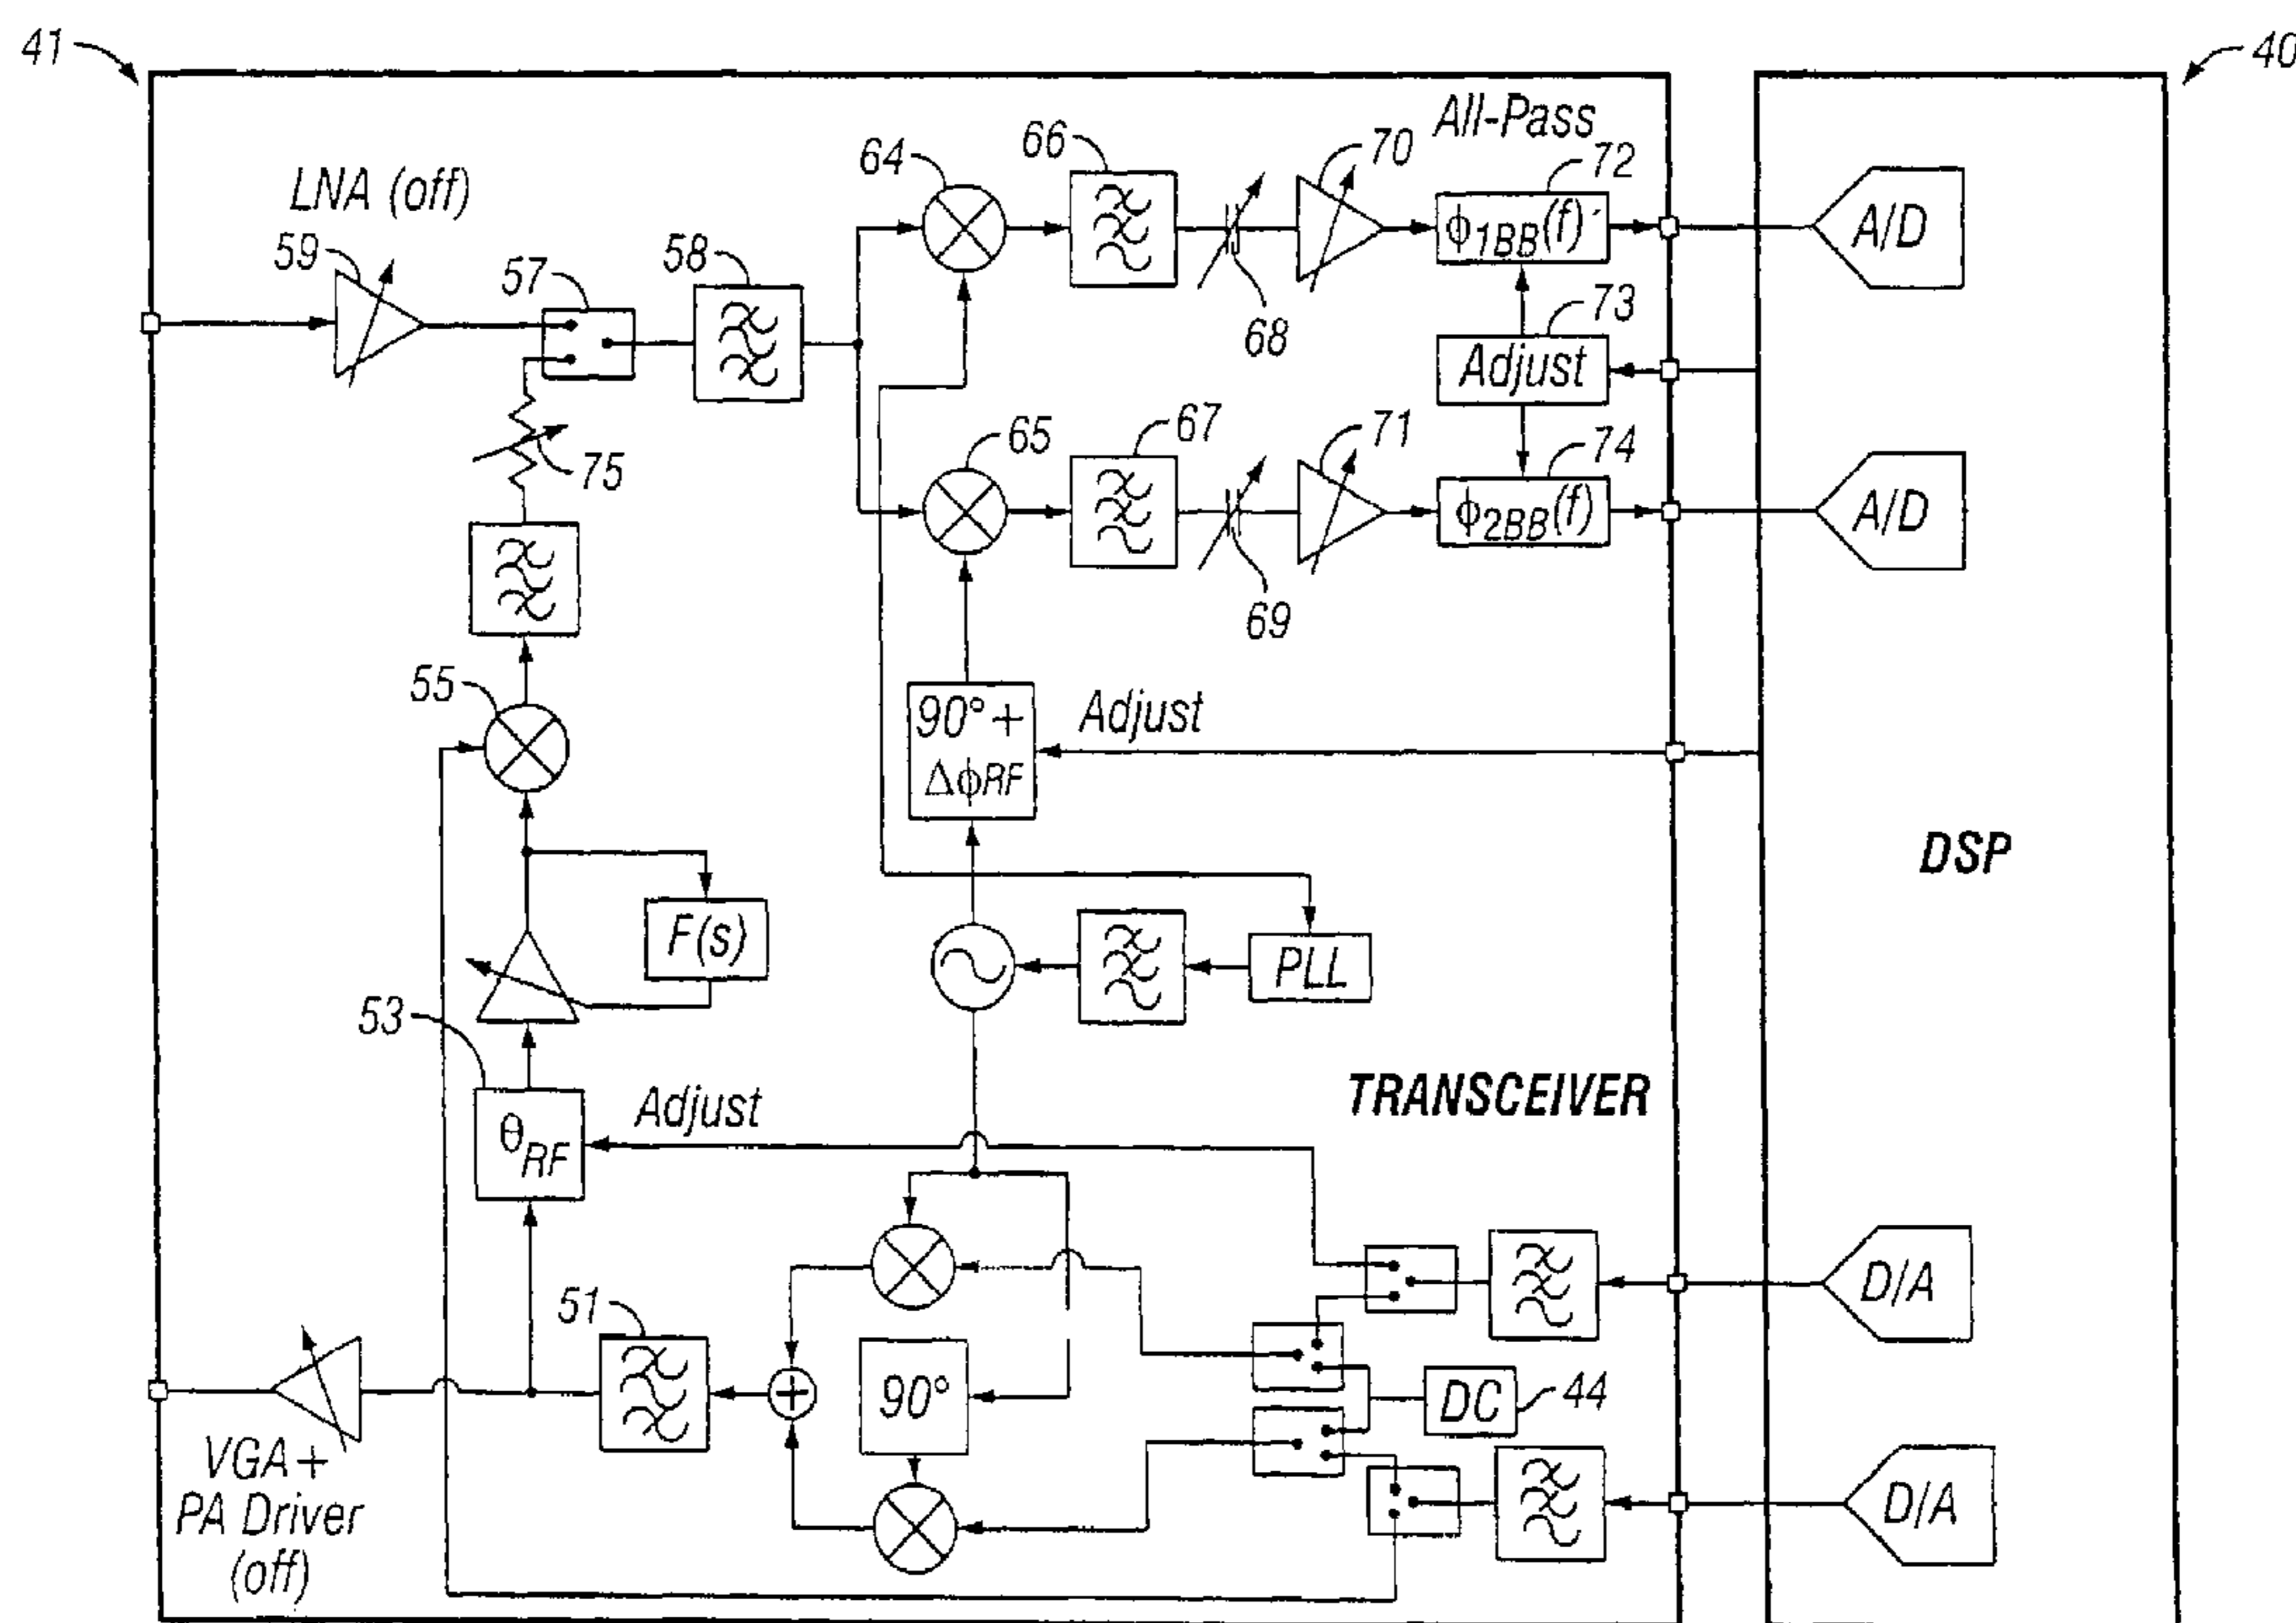 41
40
All-Pass
LNA (off)
59
57
58
64
66
70
72
ϕ1BB(f)′
A/D
68
73
Adjust
75
65
67
71
74
ϕ2BB(f)
A/D
69
55
90° +
ΔϕRF
Adjust
DSP
F(s)
PLL
53
θRF
Adjust
TRANSCEIVER
51
90°
D/A
DC
44
VGA +
PA Driver
(off)
D/A